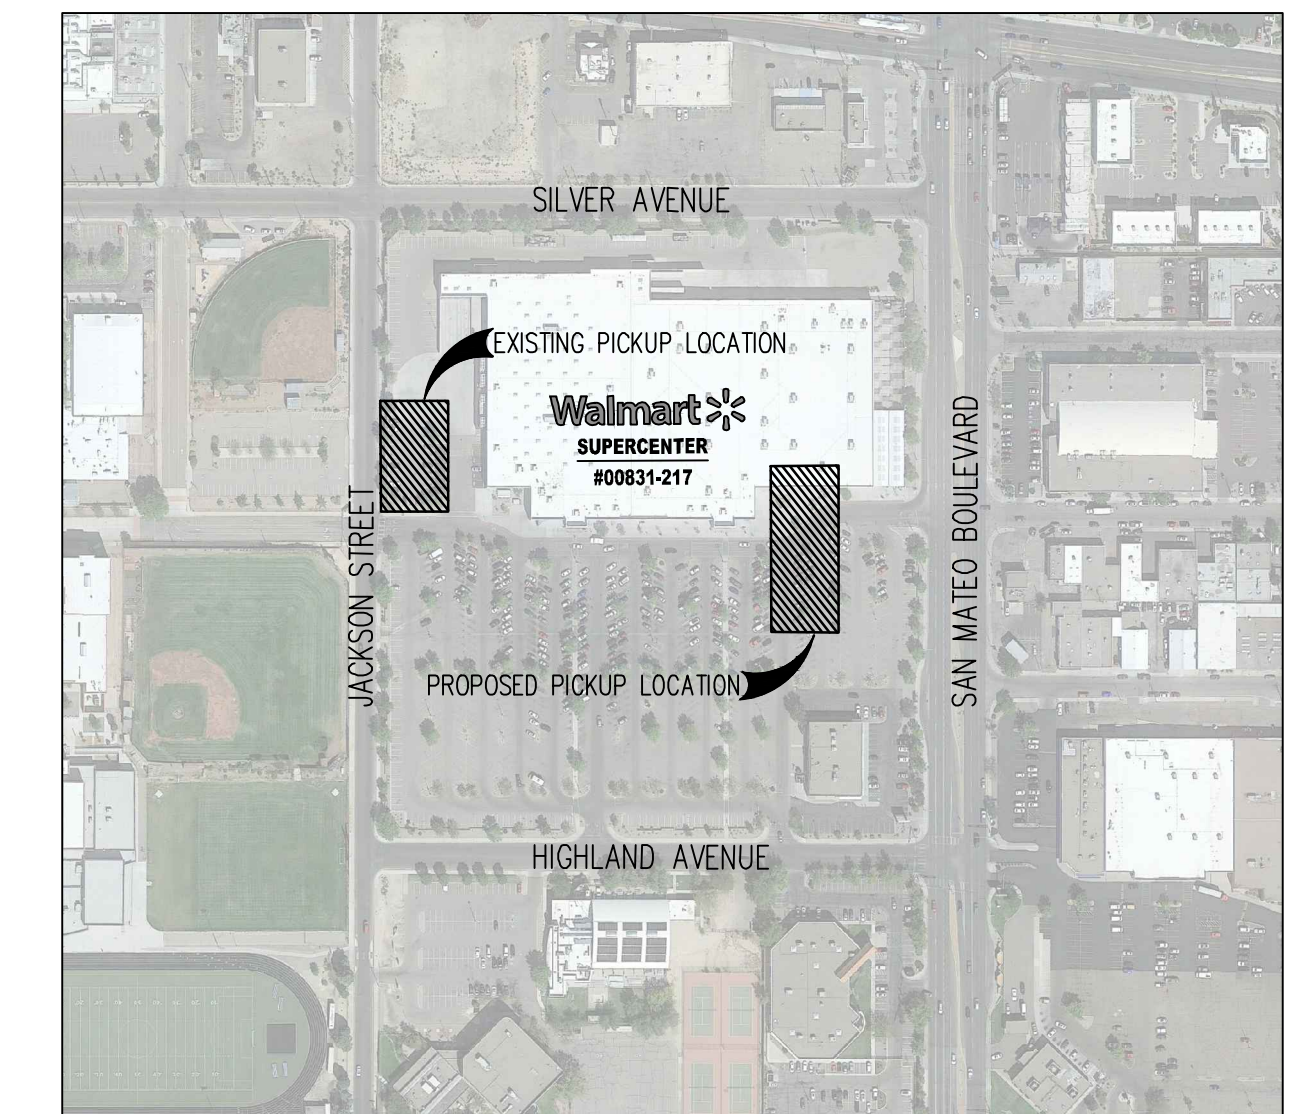 SILVER AVENUE
EXISTING PICKUP LOCATION
Walmart
SUPERCENTER
#00831-217
JACKSON STREET
SAN MATEO BOULEVARD
PROPOSED PICKUP LOCATION
HIGHLAND AVENUE